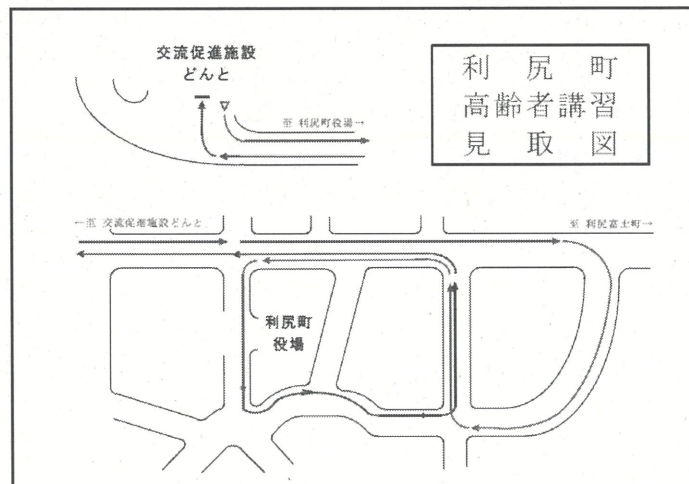 交流促進施設
どんと
利尻町
高齢者講習
見取図
至 利尻町役場→
←至 交流促進施設どんと
至 利尻富士町→
利尻町
役場